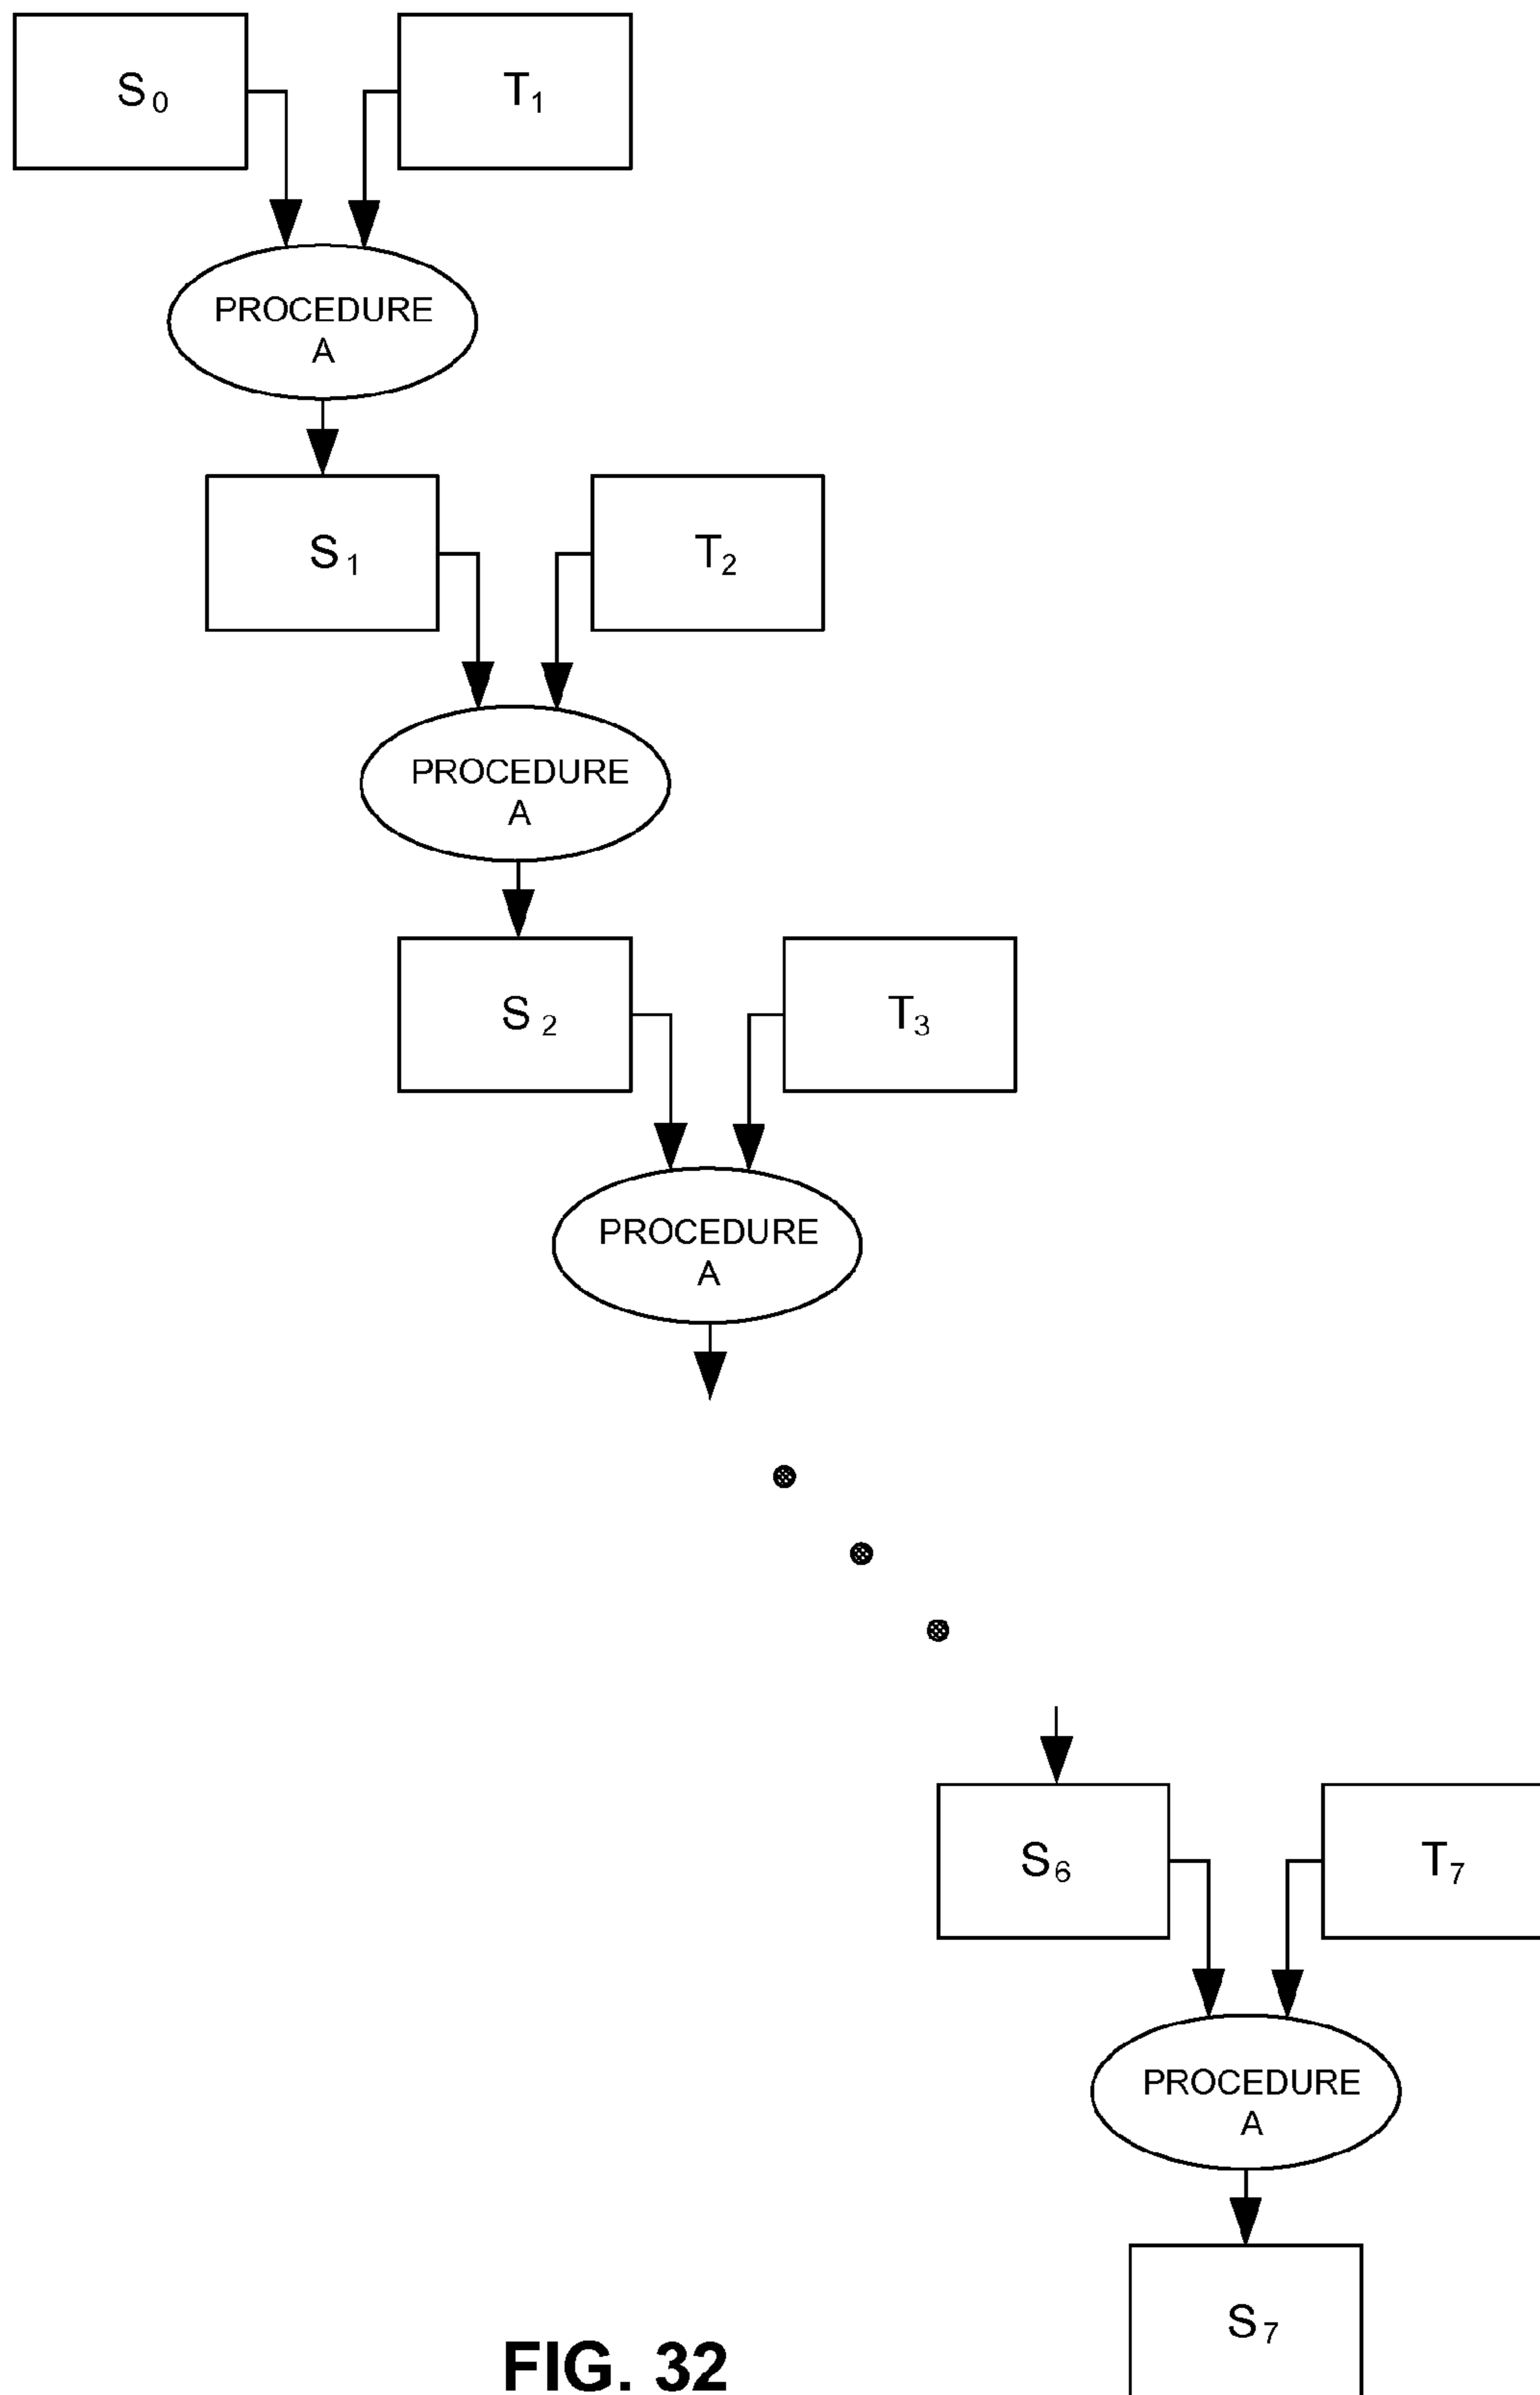 S₀
T₁
PROCEDURE
A
S₁
T₂
PROCEDURE
A
S₂
T₃
PROCEDURE
A
S₆
T₇
PROCEDURE
A
S₇
FIG. 32